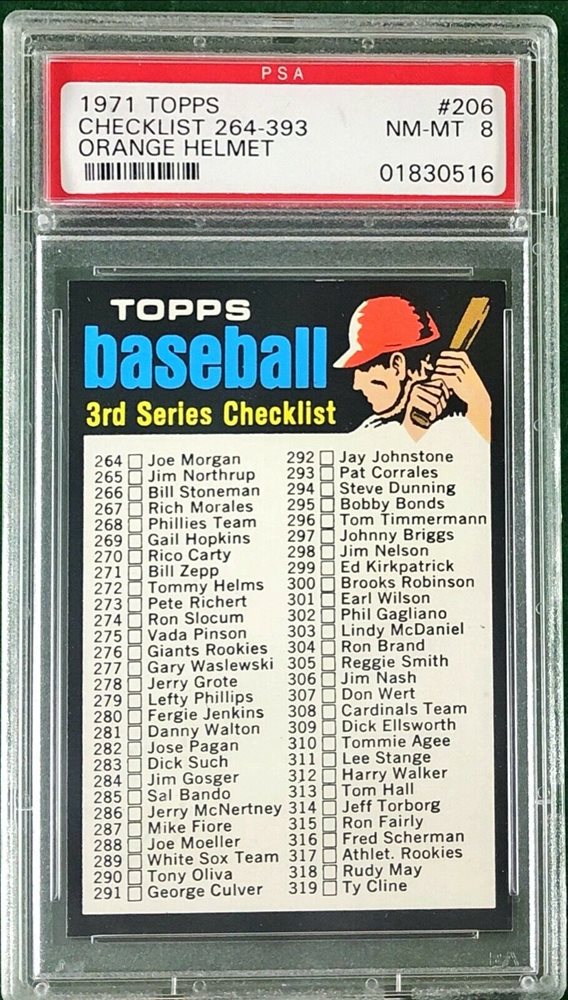 PSA
1971 TOPPS #206
CHECKLIST 264-393 NM-MT 8
ORANGE HELMET
01830516
TOPPS
baseball
3rd Series Checklist
264 Joe Morgan
265 Jim Northrup
266 Bill Stoneman
267 Rich Morales
268 Phillies Team
269 Gail Hopkins
270 Rico Carty
271 Bill Zepp
272 Tommy Helms
273 Pete Richert
274 Ron Slocum
275 Vada Pinson
276 Giants Rookies
277 Gary Waslewski
278 Jerry Grote
279 Lefty Phillips
280 Fergie Jenkins
281 Danny Walton
282 Jose Pagan
283 Dick Such
284 Jim Gosger
285 Sal Bando
286 Jerry McNertney
287 Mike Fiore
288 Joe Moeller
289 White Sox Team
290 Tony Oliva
291 George Culver
292 Jay Johnstone
293 Pat Corrales
294 Steve Dunning
295 Bobby Bonds
296 Tom Timmermann
297 Johnny Briggs
298 Jim Nelson
299 Ed Kirkpatrick
300 Brooks Robinson
301 Earl Wilson
302 Phil Gagliano
303 Lindy McDaniel
304 Ron Brand
305 Reggie Smith
306 Jim Nash
307 Don Wert
308 Cardinals Team
309 Dick Ellsworth
310 Tommie Agee
311 Lee Stange
312 Harry Walker
313 Tom Hall
314 Jeff Torborg
315 Ron Fairly
316 Fred Scherman
317 Athlet. Rookies
318 Rudy May
319 Ty Cline